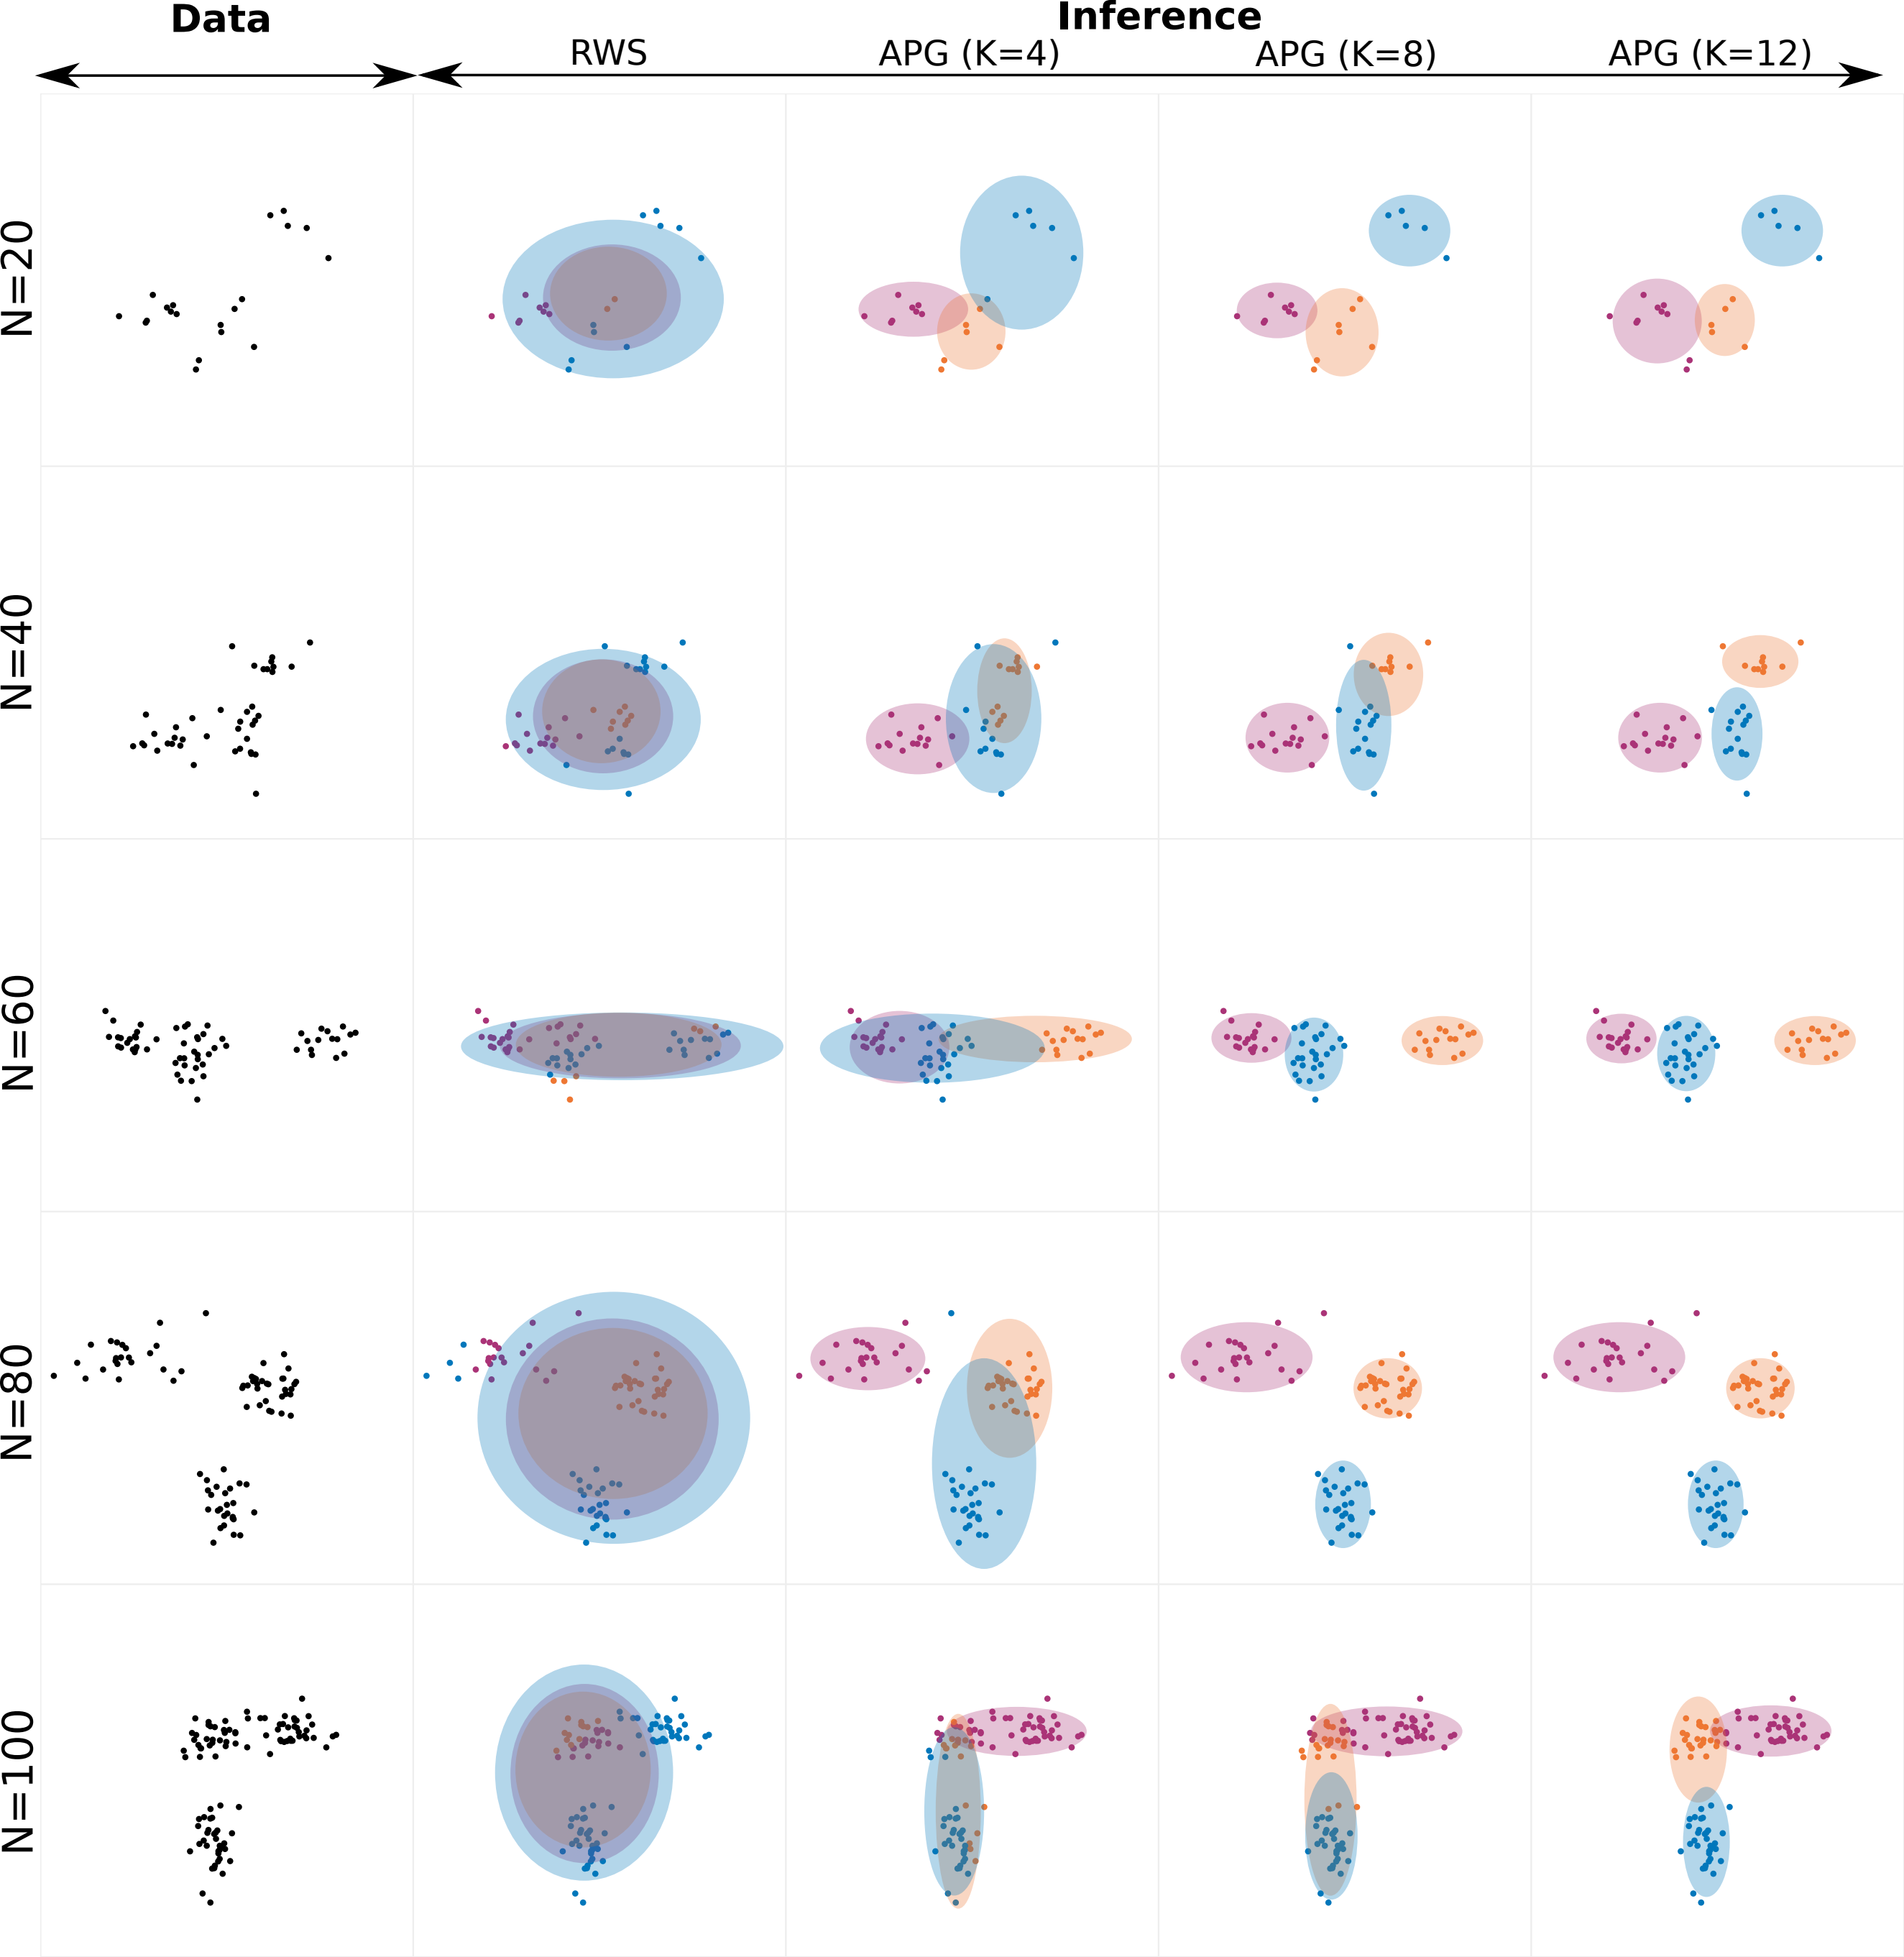 Data
Inference
RWS
APG (K=4)
APG (K=8)
APG (K=12)
N=20
N=40
N=60
N=80
N=100